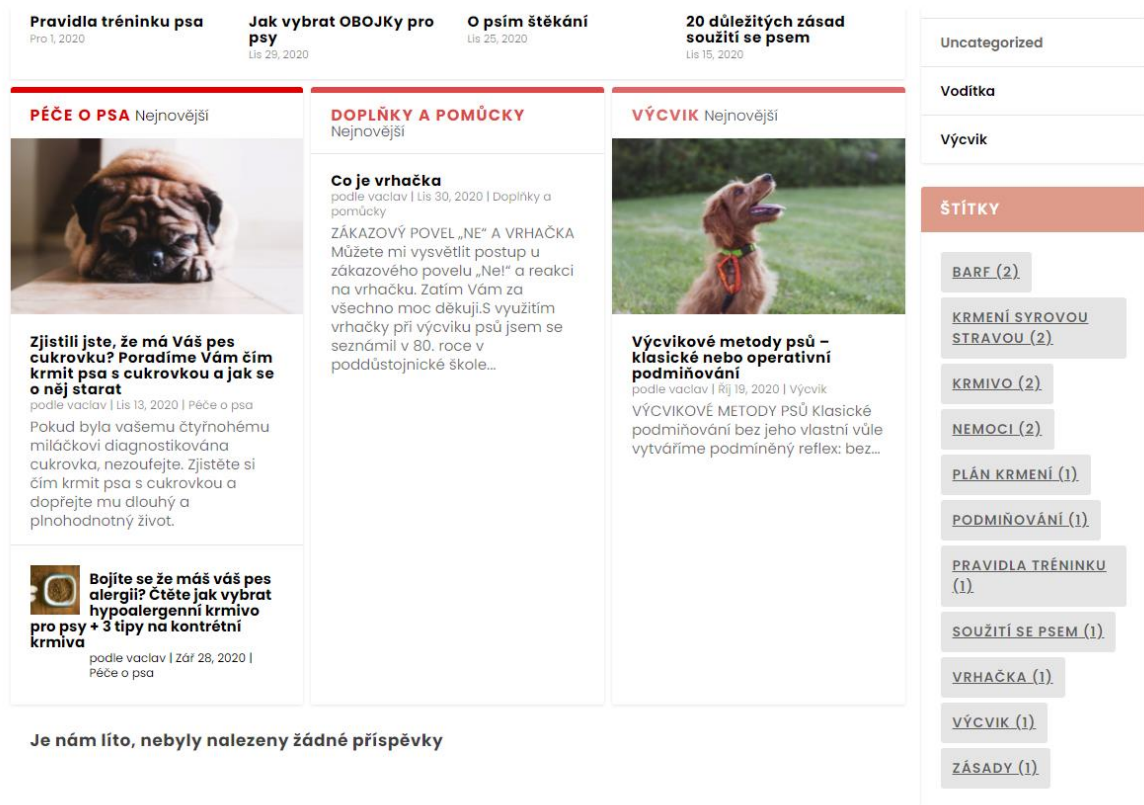 Pravidla tréninku psa
Pro 1, 2020
Jak vybrat OBOJKy pro
psy
Lis 29, 2020
O psím štěkání
Lis 25, 2020
20 důležitých zásad
soužití se psem
Lis 15, 2020
PÉČE O PSA Nejnovější
Zjistili jste, že má Váš pes
cukrovku? Poradíme Vám čím
krmit psa s cukrovkou a jak se
o něj starat
podle vaclav | Lis 13, 2020 | Péče o psa
Pokud byla vašemu čtyřnohému
miláčkovi diagnostikována
cukrovka, nezoufejte. Zjistěte si
čím krmit psa s cukrovkou a
dopřejte mu dlouhý a
plnohodnotný život.
Bojíte se že máš váš pes
alergii? Čtěte jak vybrat
hypoalergenní krmivo
pro psy + 3 tipy na kontrétní
krmiva
podle vaclav | Zář 28, 2020 |
Péče o psa
DOPLŇKY A POMŮCKY
Nejnovější
Co je vrhačka
podle vaclav | Lis 30, 2020 | Doplňky a
pomůcky
ZÁKAZOVÝ POVEL „NE“ A VRHAČKA
Můžete mi vysvětlit postup u
zákazového povelu „Ne!“ a reakci
na vrhačku. Zatím Vám za
všechno moc děkuji.S využitím
vrhačky při výcviku psů jsem se
seznámil v 80. roce v
poddůstojnické škole...
VÝCVIK Nejnovější
Výcvikové metody psů –
klasické nebo operativní
podmiňování
podle vaclav | Říj 19, 2020 | Výcvik
VÝCVIKOVÉ METODY PSŮ Klasické
podmiňování bez jeho vlastní vůle
vytváříme podmíněný reflex: bez...
Je nám líto, nebyly nalezeny žádné příspěvky
Uncategorized
Vodítka
Výcvik
ŠTÍTKY
BARF (2)
KRMENÍ SYROVOU
STRAVOU (2)
KRMIVO (2)
NEMOCI (2)
PLÁN KRMENÍ (1)
PODMIŇOVÁNÍ (1)
PRAVIDLA TRÉNINKU
(1)
SOUŽITÍ SE PSEM (1)
VRHAČKA (1)
VÝCVIK (1)
ZÁSADY (1)